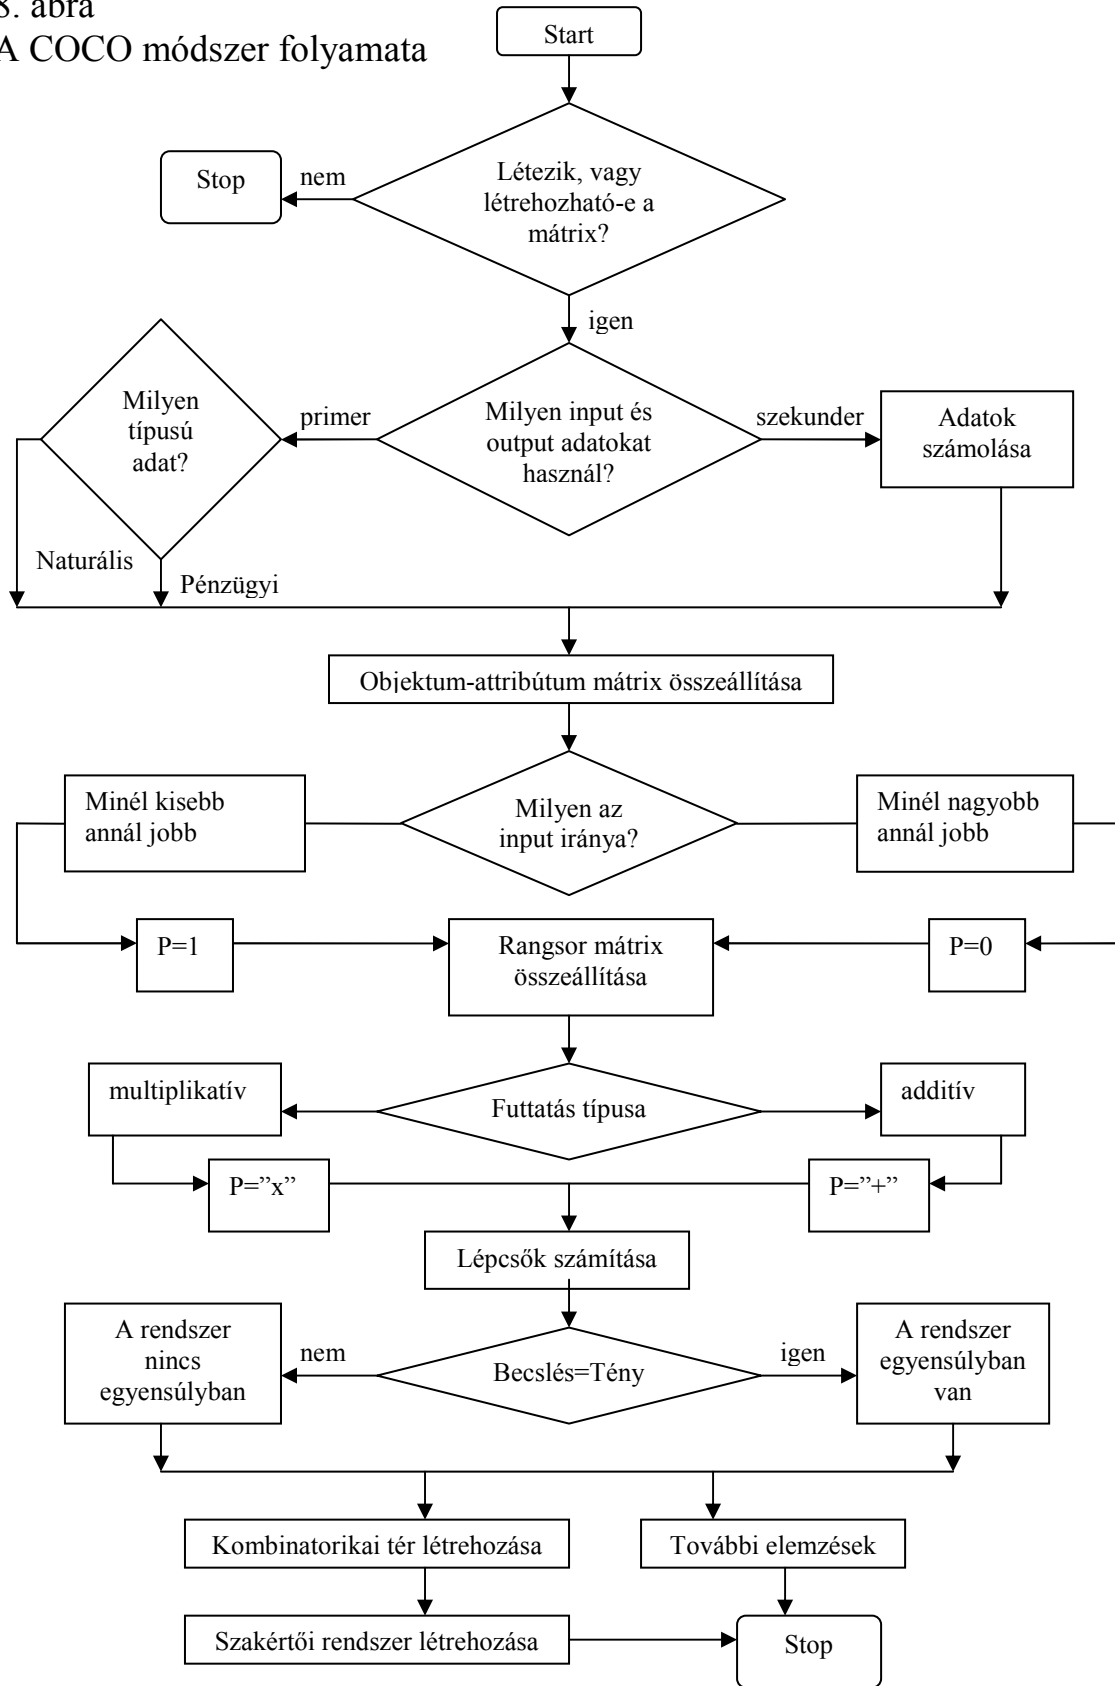 8. ábra
A COCO módszer folyamata
Start
Létezik, vagy
létrehozható-e a
mátrix?
nem
Stop
igen
Milyen
típusú
adat?
primer
Milyen input és
output adatokat
használ?
szekunder
Adatok
számolása
Naturális
Pénzügyi
Objektum-attribútum mátrix összeállítása
Minél kisebb
annál jobb
Milyen az
input iránya?
Minél nagyobb
annál jobb
P=1
Rangsor mátrix
összeállítása
P=0
multiplikatív
Futtatás típusa
additív
P=”x”
P=”+”
Lépcsők számítása
A rendszer
nincs
egyensúlyban
nem
Becslés=Tény
igen
A rendszer
egyensúlyban
van
Kombinatorikai tér létrehozása
További elemzések
Szakértői rendszer létrehozása
Stop